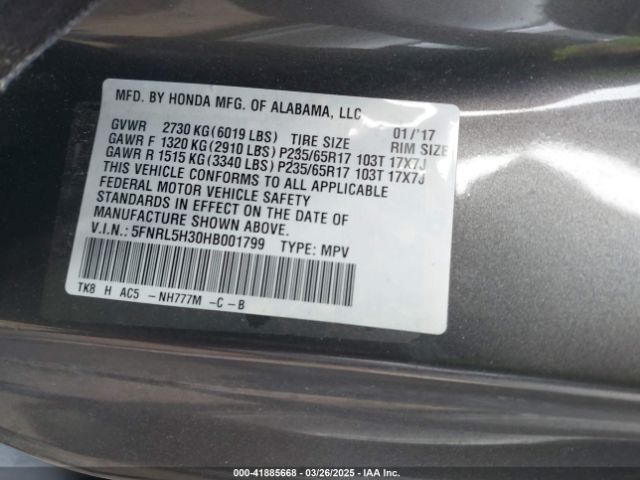 MFD. BY HONDA MFG. OF ALABAMA, LLC
01/'17
GVWR 2730 KG(6019 LBS) TIRE SIZE RIM SIZE
GAWR F 1320 KG(2910 LBS)P235/65R17 103T 17X7J
GAWR R 1515 KG(3340 LBS)P235/65R17 103T 17X7J
THIS VEHICLE CONFORMS TO ALL APPLICABLE
FEDERAL MOTOR VEHICLE SAFETY
STANDARDS IN EFFECT ON THE DATE OF
MANUFACTURE SHOWN ABOVE.
V.I.N.: 5FNRL5H30HB001799 TYPE: MPV
TK8 H AC5 -NH777M -C-B
000-41885668 | 03/26/2025 | IAA Inc.